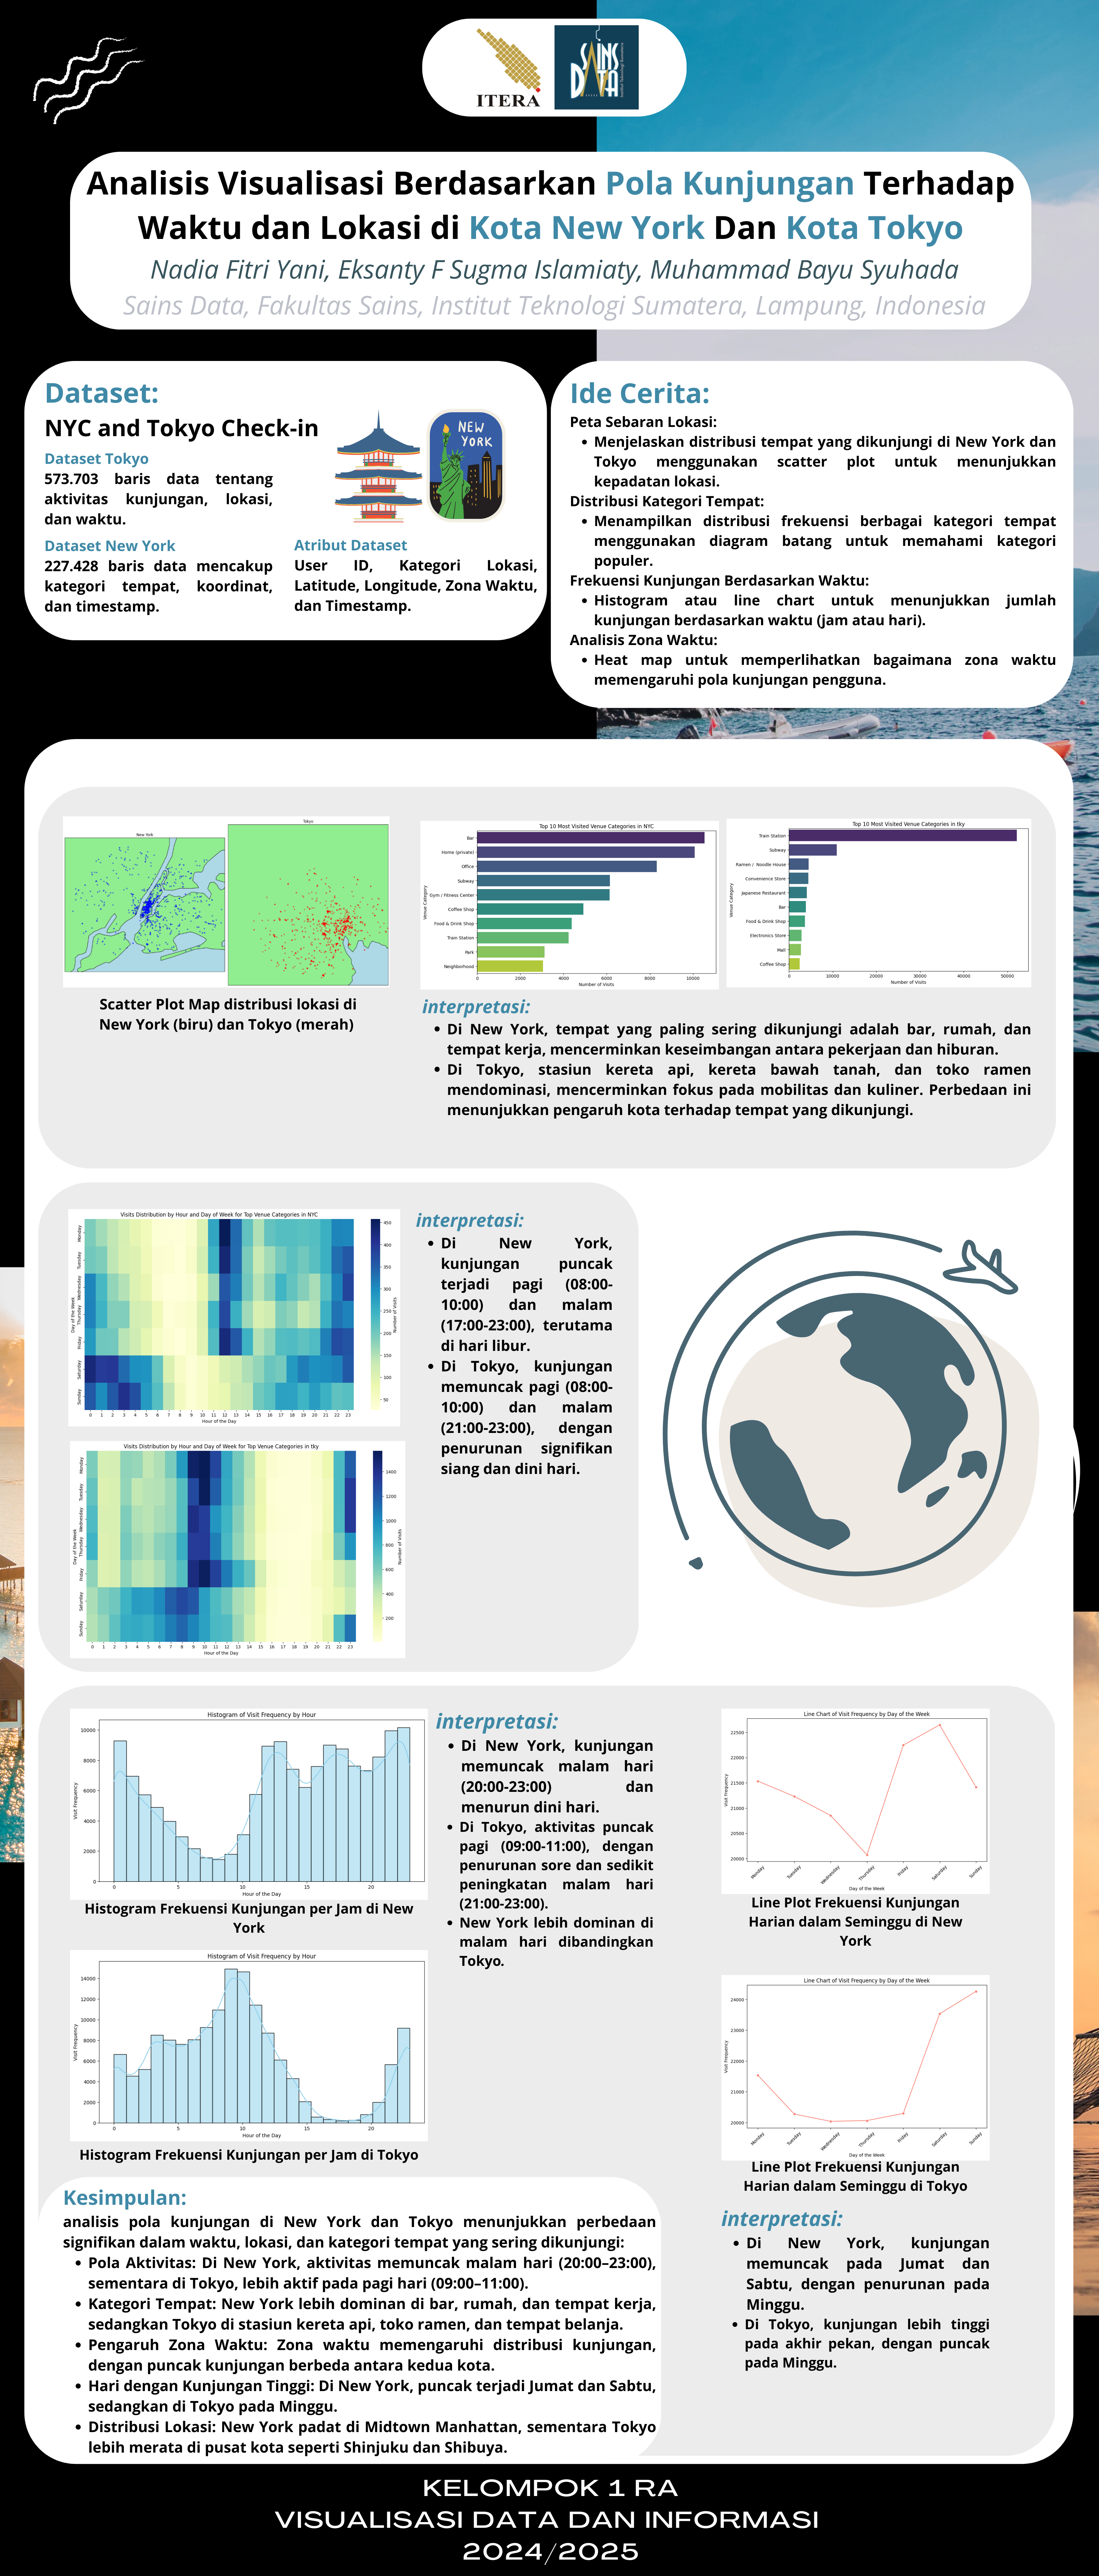 ITERA
SAINS
DATA
Analisis Visualisasi Berdasarkan Pola Kunjungan Terhadap
Waktu dan Lokasi di Kota New York Dan Kota Tokyo
Nadia Fitri Yani, Eksanty F Sugma Islamiaty, Muhammad Bayu Syuhada
Sains Data, Fakultas Sains, Institut Teknologi Sumatera, Lampung, Indonesia
Dataset:
NYC and Tokyo Check-in
NEW
YORK
Dataset Tokyo
573.703 baris data tentang
aktivitas kunjungan, lokasi,
dan waktu.
Dataset New York
227.428 baris data mencakup
kategori tempat, koordinat,
dan timestamp.
Atribut Dataset
User ID, Kategori Lokasi,
Latitude, Longitude, Zona Waktu,
dan Timestamp.
Ide Cerita:
Peta Sebaran Lokasi:
• Menjelaskan distribusi tempat yang dikunjungi di New York dan
Tokyo menggunakan scatter plot untuk menunjukkan
kepadatan lokasi.
Distribusi Kategori Tempat:
• Menampilkan distribusi frekuensi berbagai kategori tempat
menggunakan diagram batang untuk memahami kategori
populer.
Frekuensi Kunjungan Berdasarkan Waktu:
• Histogram atau line chart untuk menunjukkan jumlah
kunjungan berdasarkan waktu (jam atau hari).
Analisis Zona Waktu:
• Heat map untuk memperlihatkan bagaimana zona waktu
memengaruhi pola kunjungan pengguna.
New York
Tokyo
Scatter Plot Map distribusi lokasi di
New York (biru) dan Tokyo (merah)
Top 10 Most Visited Venue Categories in NYC
Venue Category
Bar
Home (private)
Office
Subway
Gym / Fitness Center
Coffee Shop
Food & Drink Shop
Train Station
Park
Neighborhood
0 2000 4000 6000 8000 10000
Number of Visits
Top 10 Most Visited Venue Categories in tky
Venue Category
Train Station
Subway
Ramen / Noodle House
Convenience Store
Japanese Restaurant
Bar
Food & Drink Shop
Electronics Store
Mall
Coffee Shop
0 10000 20000 30000 40000 50000
Number of Visits
interpretasi:
• Di New York, tempat yang paling sering dikunjungi adalah bar, rumah, dan
tempat kerja, mencerminkan keseimbangan antara pekerjaan dan hiburan.
• Di Tokyo, stasiun kereta api, kereta bawah tanah, dan toko ramen
mendominasi, mencerminkan fokus pada mobilitas dan kuliner. Perbedaan ini
menunjukkan pengaruh kota terhadap tempat yang dikunjungi.
Visits Distribution by Hour and Day of Week for Top Venue Categories in NYC
Day of the Week
Monday
Tuesday
Wednesday
Thursday
Friday
Saturday
Sunday
0 1 2 3 4 5 6 7 8 9 10 11 12 13 14 15 16 17 18 19 20 21 22 23
Hour of the Day
450
400
350
300
250
200
150
100
50
Number of Visits
Visits Distribution by Hour and Day of Week for Top Venue Categories in tky
Day of the Week
Monday
Tuesday
Wednesday
Thursday
Friday
Saturday
Sunday
0 1 2 3 4 5 6 7 8 9 10 11 12 13 14 15 16 17 18 19 20 21 22 23
Hour of the Day
1400
1200
1000
800
600
400
200
Number of Visits
interpretasi:
• Di New York,
kunjungan puncak
terjadi pagi (08:00-
10:00) dan malam
(17:00-23:00), terutama
di hari libur.
• Di Tokyo, kunjungan
memuncak pagi (08:00-
10:00) dan malam
(21:00-23:00), dengan
penurunan signifikan
siang dan dini hari.
Histogram of Visit Frequency by Hour
Visit Frequency
10000
8000
6000
4000
2000
0
0 5 10 15 20
Hour of the Day
Histogram Frekuensi Kunjungan per Jam di New
York
Histogram of Visit Frequency by Hour
Visit Frequency
14000
12000
10000
8000
6000
4000
2000
0
0 5 10 15 20
Hour of the Day
Histogram Frekuensi Kunjungan per Jam di Tokyo
interpretasi:
• Di New York, kunjungan
memuncak malam hari
(20:00-23:00) dan
menurun dini hari.
• Di Tokyo, aktivitas puncak
pagi (09:00-11:00), dengan
penurunan sore dan sedikit
peningkatan malam hari
(21:00-23:00).
• New York lebih dominan di
malam hari dibandingkan
Tokyo.
Line Chart of Visit Frequency by Day of the Week
Visit Frequency
22500
22000
21500
21000
20500
20000
Monday Tuesday Wednesday Thursday Friday Saturday Sunday
Day of the Week
Line Plot Frekuensi Kunjungan
Harian dalam Seminggu di New
York
Line Chart of Visit Frequency by Day of the Week
Visit Frequency
24000
23000
22000
21000
20000
Monday Tuesday Wednesday Thursday Friday Saturday Sunday
Day of the Week
Line Plot Frekuensi Kunjungan
Harian dalam Seminggu di Tokyo
interpretasi:
• Di New York, kunjungan
memuncak pada Jumat dan
Sabtu, dengan penurunan pada
Minggu.
• Di Tokyo, kunjungan lebih tinggi
pada akhir pekan, dengan puncak
pada Minggu.
Kesimpulan:
analisis pola kunjungan di New York dan Tokyo menunjukkan perbedaan
signifikan dalam waktu, lokasi, dan kategori tempat yang sering dikunjungi:
• Pola Aktivitas: Di New York, aktivitas memuncak malam hari (20:00–23:00),
sementara di Tokyo, lebih aktif pada pagi hari (09:00–11:00).
• Kategori Tempat: New York lebih dominan di bar, rumah, dan tempat kerja,
sedangkan Tokyo di stasiun kereta api, toko ramen, dan tempat belanja.
• Pengaruh Zona Waktu: Zona waktu memengaruhi distribusi kunjungan,
dengan puncak kunjungan berbeda antara kedua kota.
• Hari dengan Kunjungan Tinggi: Di New York, puncak terjadi Jumat dan Sabtu,
sedangkan di Tokyo pada Minggu.
• Distribusi Lokasi: New York padat di Midtown Manhattan, sementara Tokyo
lebih merata di pusat kota seperti Shinjuku dan Shibuya.
KELOMPOK 1 RA
VISUALISASI DATA DAN INFORMASI
2024/2025